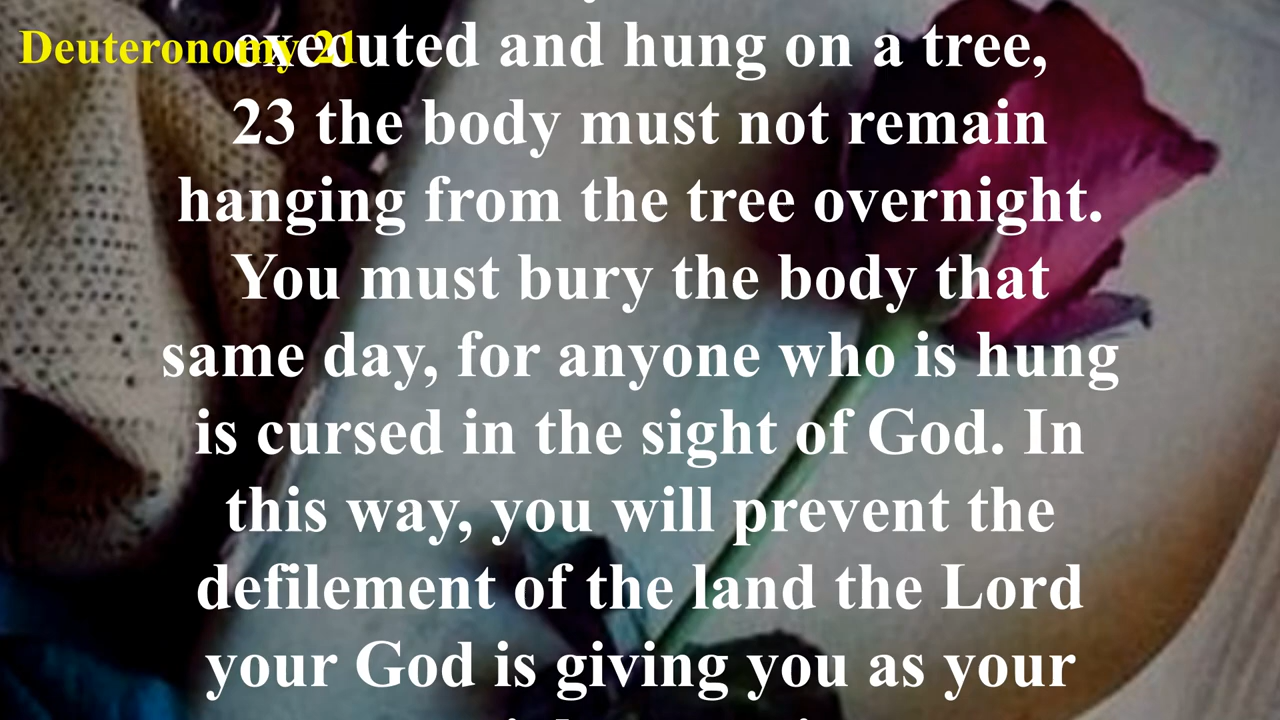 Deuteronomy 21
executed and hung on a tree,
23 the body must not remain
hanging from the tree overnight.
You must bury the body that
same day, for anyone who is hung
is cursed in the sight of God. In
this way, you will prevent the
defilement of the land the Lord
your God is giving you as your